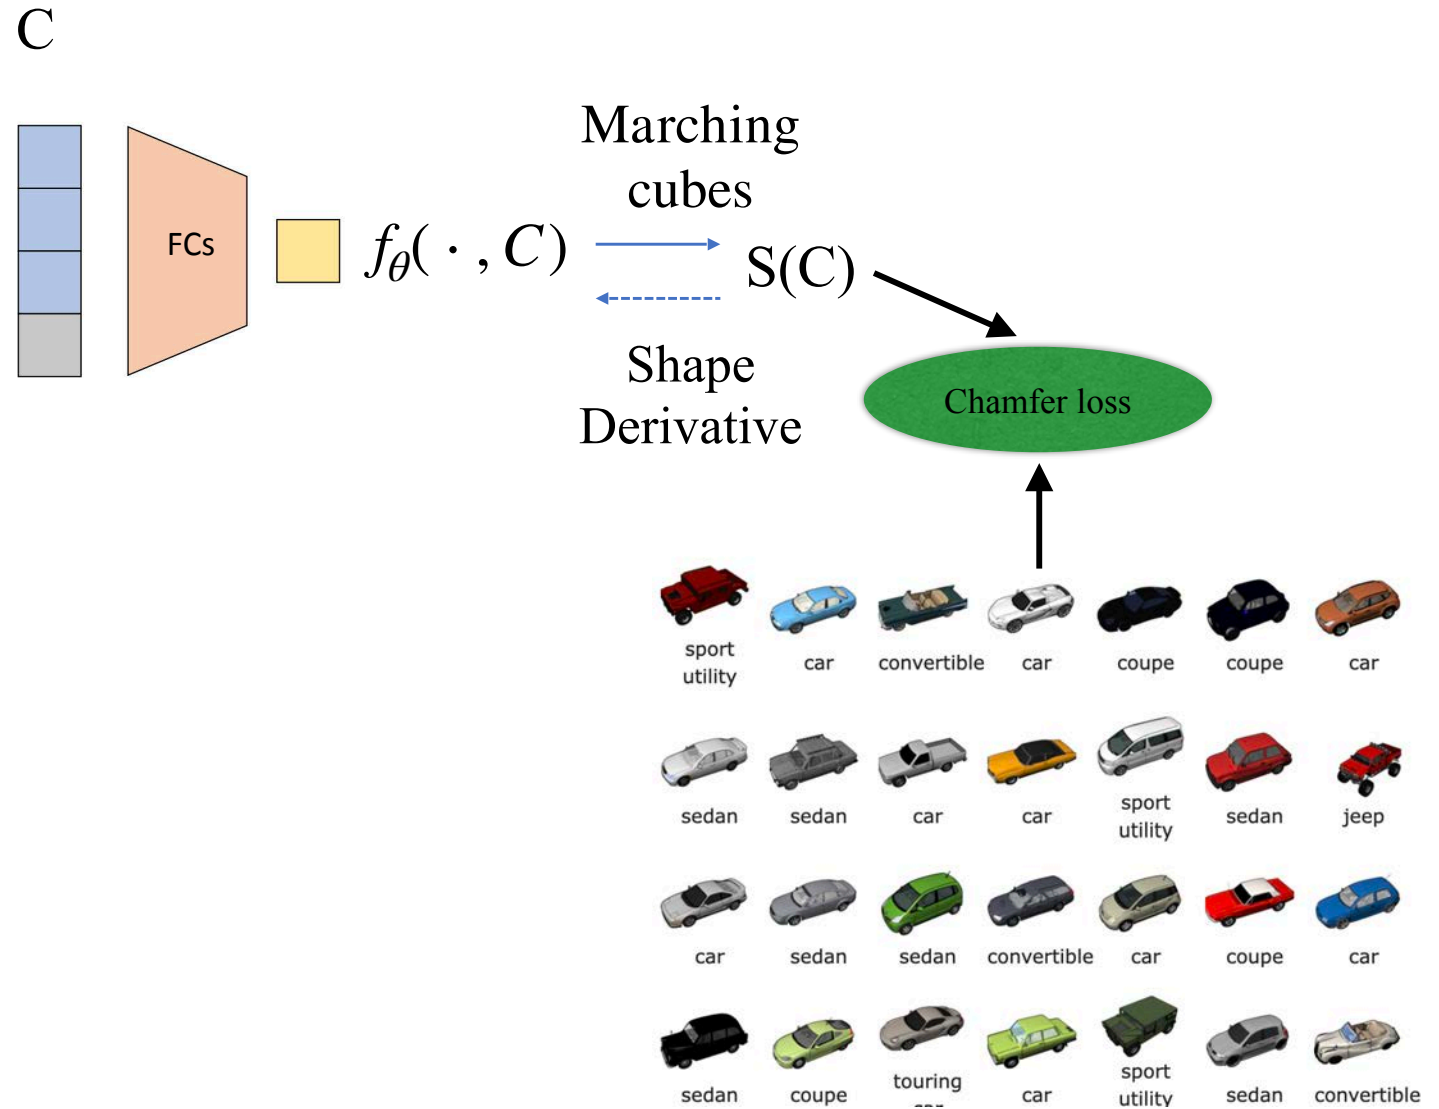 C
Marching
cubes
FCs
f_θ( · , C)
S(C)
Shape
Derivative
Chamfer loss
sport
utility
car
convertible
car
coupe
coupe
car
sedan
sedan
car
car
sport
utility
sedan
jeep
car
sedan
sedan
convertible
car
coupe
car
sedan
coupe
touring
car
car
sport
utility
sedan
convertible